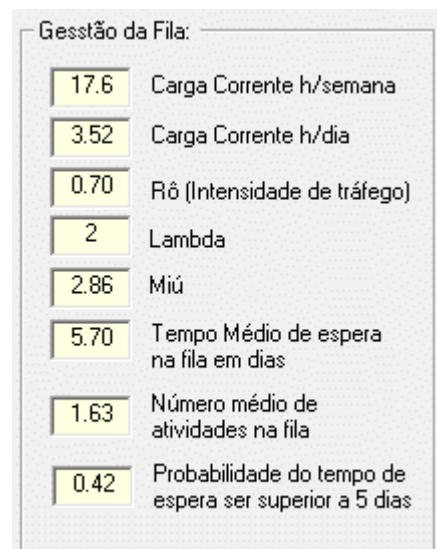 Gesstão da Fila:
17.6 Carga Corrente h/semana
3.52 Carga Corrente h/dia
0.70 Rô (Intensidade de tráfego)
2 Lambda
2.86 Miú
5.70 Tempo Médio de espera
na fila em dias
1.63 Número médio de
atividades na fila
0.42 Probabilidade do tempo de
espera ser superior a 5 dias